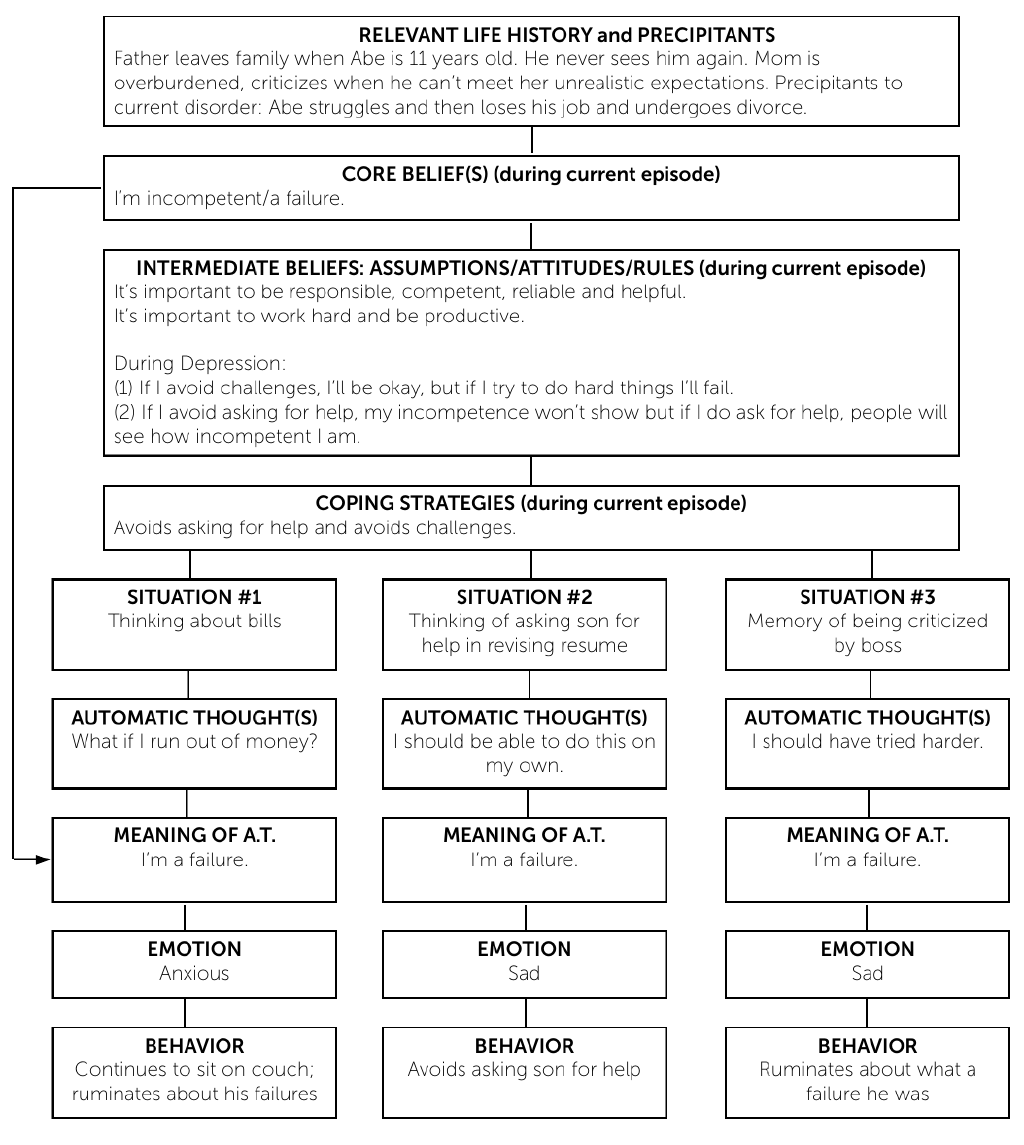 RELEVANT LIFE HISTORY and PRECIPITANTS
Father leaves family when Abe is 11 years old. He never sees him again. Mom is
overburdened, criticizes when he can't meet her unrealistic expectations. Precipitants to
current disorder: Abe struggles and then loses his job and undergoes divorce.
CORE BELIEF(S) (during current episode)
I'm incompetent/a failure.
INTERMEDIATE BELIEFS: ASSUMPTIONS/ATTITUDES/RULES (during current episode)
It's important to be responsible, competent, reliable and helpful.
It's important to work hard and be productive.
During Depression:
(1) If I avoid challenges, I'll be okay, but if I try to do hard things I'll fail.
(2) If I avoid asking for help, my incompetence won't show but if I do ask for help, people will
see how incompetent I am.
COPING STRATEGIES (during current episode)
Avoids asking for help and avoids challenges.
SITUATION #1
Thinking about bills
SITUATION #2
Thinking of asking son for
help in revising resume
SITUATION #3
Memory of being criticized
by boss
AUTOMATIC THOUGHT(S)
What if I run out of money?
AUTOMATIC THOUGHT(S)
I should be able to do this on
my own.
AUTOMATIC THOUGHT(S)
I should have tried harder.
MEANING OF A.T.
I'm a failure.
MEANING OF A.T.
I'm a failure.
MEANING OF A.T.
I'm a failure.
EMOTION
Anxious
EMOTION
Sad
EMOTION
Sad
BEHAVIOR
Continues to sit on couch;
ruminates about his failures
BEHAVIOR
Avoids asking son for help
BEHAVIOR
Ruminates about what a
failure he was